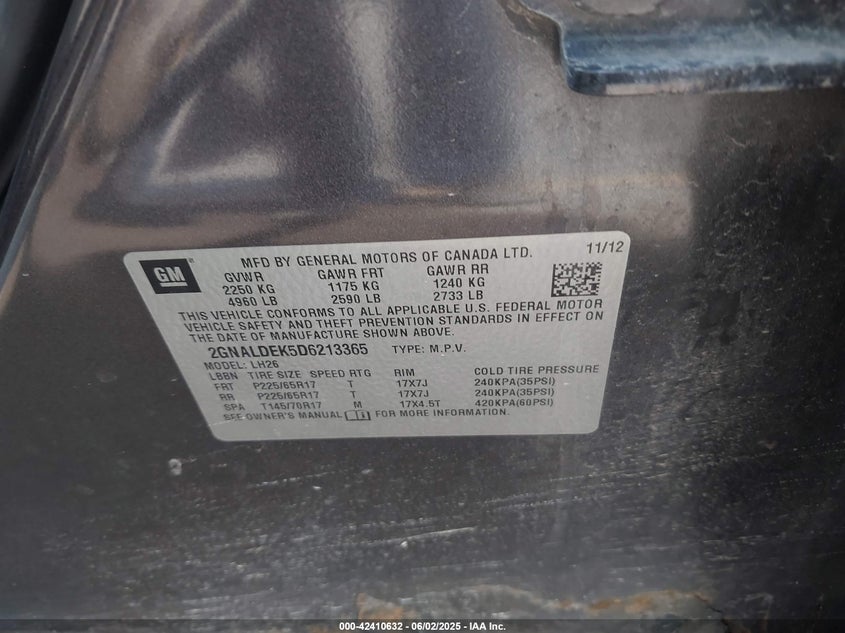 GM
MFD BY GENERAL MOTORS OF CANADA LTD. 11/12
GVWR GAWR FRT GAWR RR
2250 KG 1175 KG 1240 KG
4960 LB 2590 LB 2733 LB
THIS VEHICLE CONFORMS TO ALL APPLICABLE U.S. FEDERAL MOTOR
VEHICLE SAFETY AND THEFT PREVENTION STANDARDS IN EFFECT ON
THE DATE OF MANUFACTURE SHOWN ABOVE.
2GNALDEK5D6213365 TYPE: M.P.V.
MODEL: LH26
LBBN TIRE SIZE SPEED RTG RIM COLD TIRE PRESSURE
FRT P225/65R17 T 17X7J 240KPA(35PSI)
RR P225/65R17 T 17X7J 240KPA(35PSI)
SPA T145/70R17 M 17X4.5T 420KPA(60PSI)
SEE OWNER'S MANUAL FOR MORE INFORMATION.
000-42410632 - 06/02/2025 - IAA Inc.